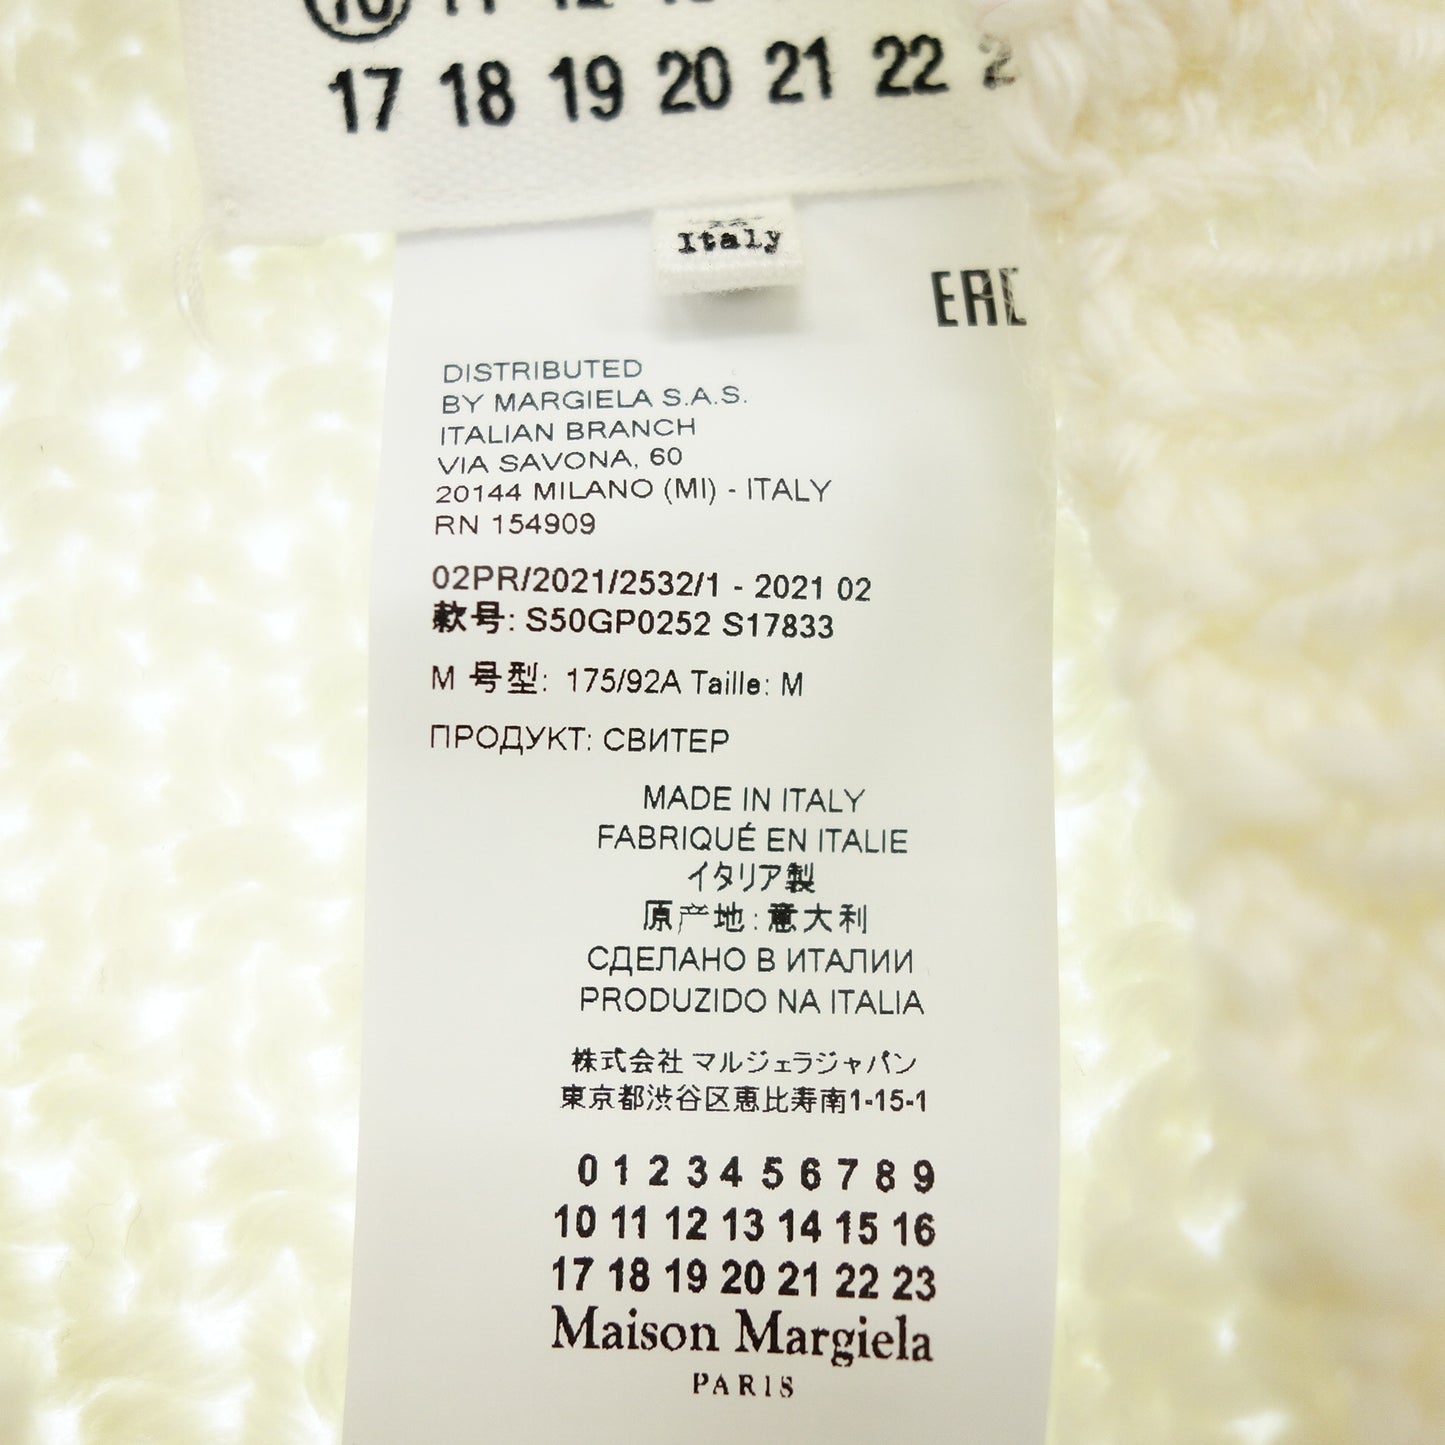 10 11 12
17 18 19 20 21 22 2
Italy
EAC
DISTRIBUTED
BY MARGIELA S.A.S.
ITALIAN BRANCH
VIA SAVONA, 60
20144 MILANO (MI) - ITALY
RN 154909
02PR/2021/2532/1 - 2021 02
款号: S50GP0252 S17833
M 号型: 175/92A Taille: M
ПРОДУКТ: СВИТЕР
MADE IN ITALY
FABRIQUÉ EN ITALIE
イタリア製
原产地: 意大利
СДЕЛАНО В ИТАЛИИ
PRODUZIDO NA ITALIA
株式会社 マルジェラジャパン
東京都渋谷区恵比寿南1-15-1
0 1 2 3 4 5 6 7 8 9
10 11 12 13 14 15 16
17 18 19 20 21 22 23
Maison Margiela
PARIS